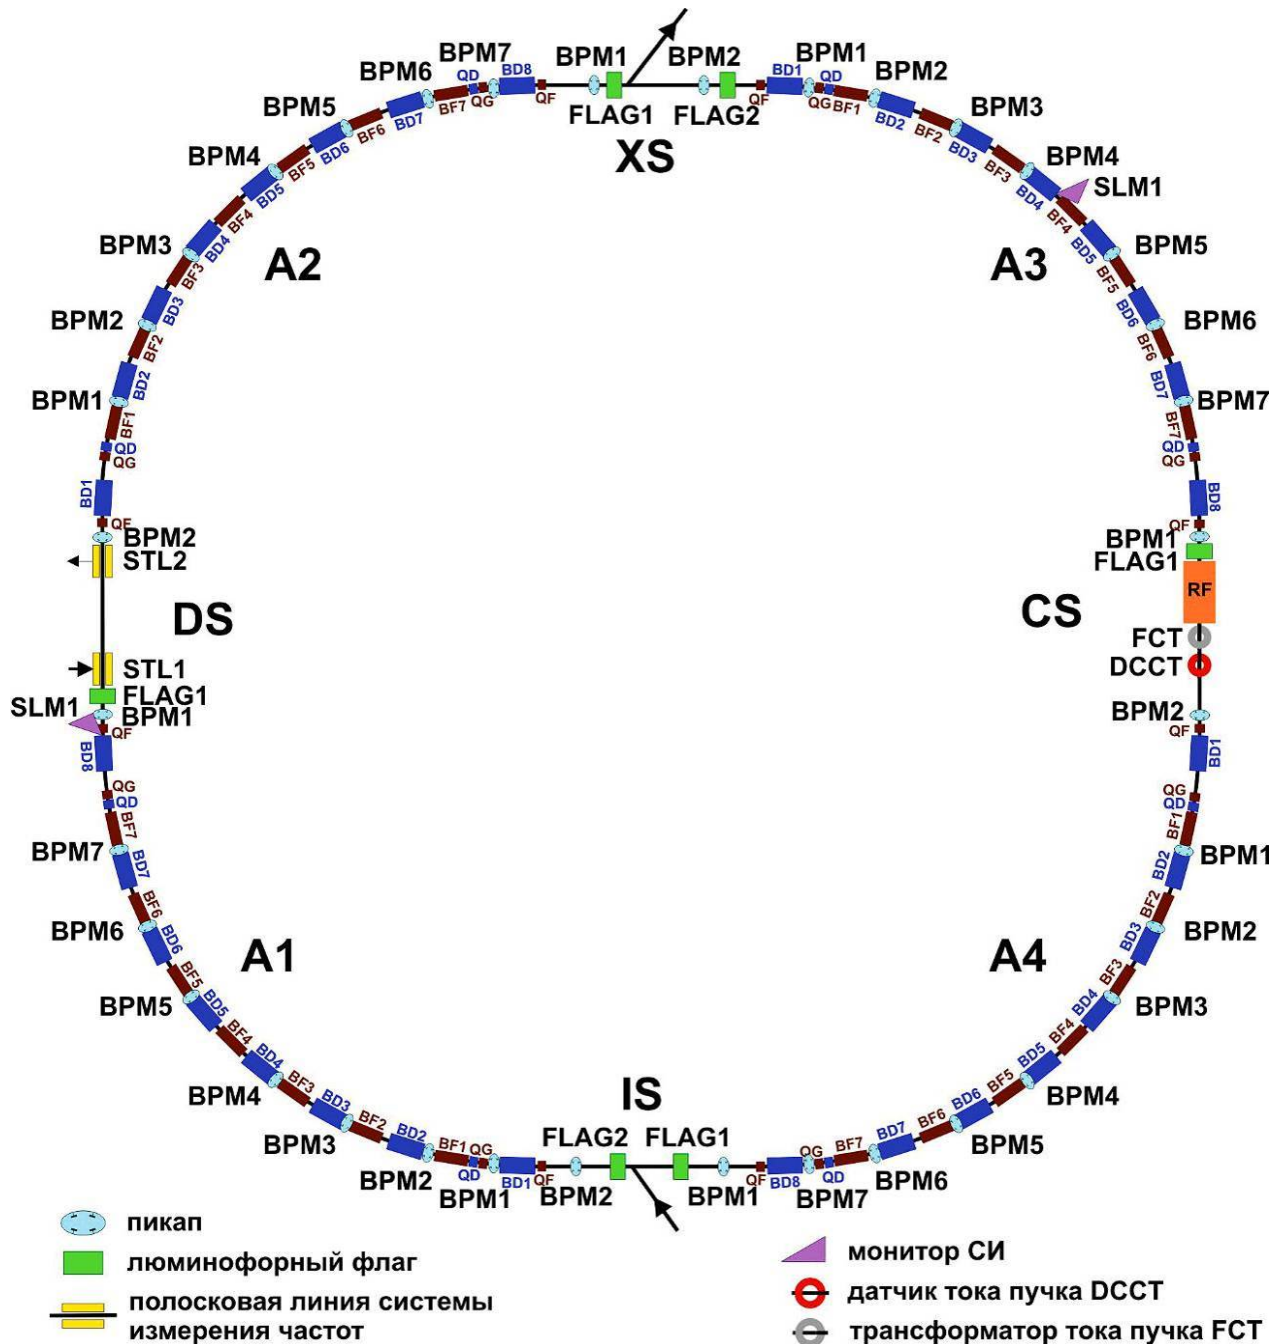 BPM7 BPM1 BPM2 BPM1
BPM6 QD BD8 BD1 QD BPM2
BPM5 BF7 QG QF QF QG BF1 BPM3
FLAG1 FLAG2
BPM4 BF6 BD7 XS BD2 BF2 BPM4
BF5 BD6 BD3 BF3 SLM1
BPM3 BF4 BD5 BD4 BF4 BPM5
A2 A3
BF3 BD4 BD5 BF5
BPM2 BF2 BD3 BD6 BF6 BPM6
BPM1 BF1 BD2 BD7 BF7 BPM7
QD QD
QG QG
BD1 BD8
QF QF
BPM2 BPM1
STL2 FLAG1
RF
DS CS
FCT
STL1 DCCT
FLAG1
SLM1 BPM1 BPM2
QF QF
BD8 BD1
QG QG
QD QD
BPM7 BF7 BD7 BF1 BD2 BPM1
BPM6 BF6 BD6 BF2 BD3 BPM2
A1 A4
BPM5 BF5 BD5 BF3 BD4 BPM3
BF4 BD4 BF4 BD5
BPM4 BF3 BD3 IS BF5 BD6 BPM4
BPM3 BF2 BD2 FLAG2 FLAG1 BF6 BD7 BPM5
BPM2 BF1 QG QG BF7 BPM6
QD BD1 QF QF BD8 QD
BPM1 BPM2 BPM1 BPM7
пикап
люминофорный флаг
полосковая линия системы
измерения частот
монитор СИ
датчик тока пучка DCCT
трансформатор тока пучка FCT